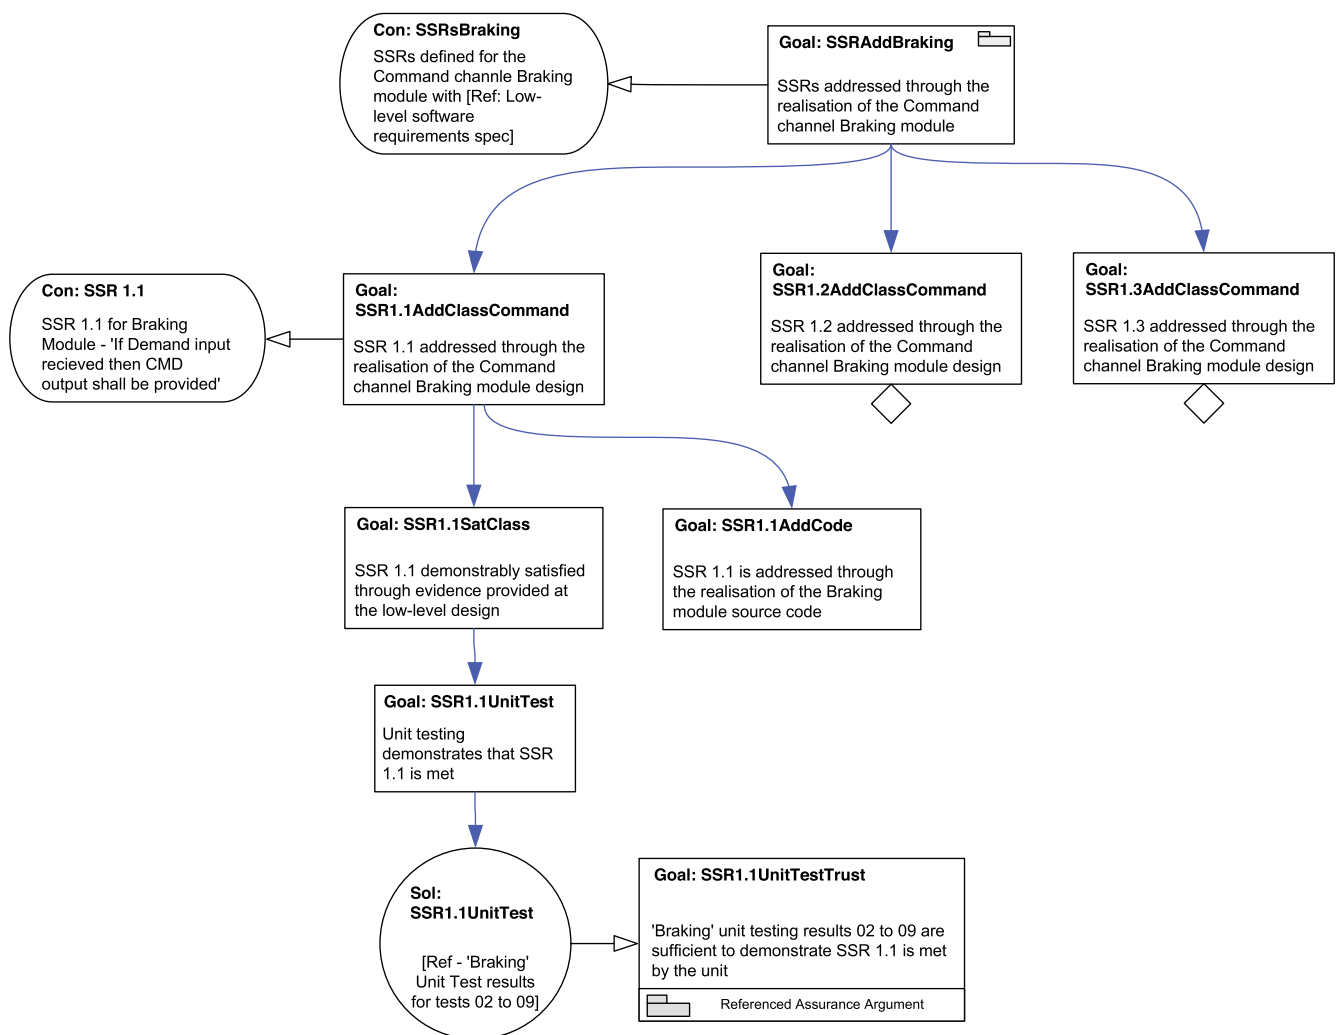 Con: SSRsBraking
SSRs defined for the
Command channle Braking
module with [Ref: Low-
level software
requirements spec]
Goal: SSRAddBraking
SSRs addressed through the
realisation of the Command
channel Braking module
Con: SSR 1.1
SSR 1.1 for Braking
Module - 'If Demand input
recieved then CMD
output shall be provided'
Goal:
SSR1.1AddClassCommand
SSR 1.1 addressed through the
realisation of the Command
channel Braking module design
Goal:
SSR1.2AddClassCommand
SSR 1.2 addressed through the
realisation of the Command
channel Braking module design
Goal:
SSR1.3AddClassCommand
SSR 1.3 addressed through the
realisation of the Command
channel Braking module design
Goal: SSR1.1SatClass
SSR 1.1 demonstrably satisfied
through evidence provided at
the low-level design
Goal: SSR1.1AddCode
SSR 1.1 is addressed through
the realisation of the Braking
module source code
Goal: SSR1.1UnitTest
Unit testing
demonstrates that SSR
1.1 is met
Sol:
SSR1.1UnitTest
[Ref - 'Braking'
Unit Test results
for tests 02 to 09]
Goal: SSR1.1UnitTestTrust
'Braking' unit testing results 02 to 09 are
sufficient to demonstrate SSR 1.1 is met
by the unit
Referenced Assurance Argument